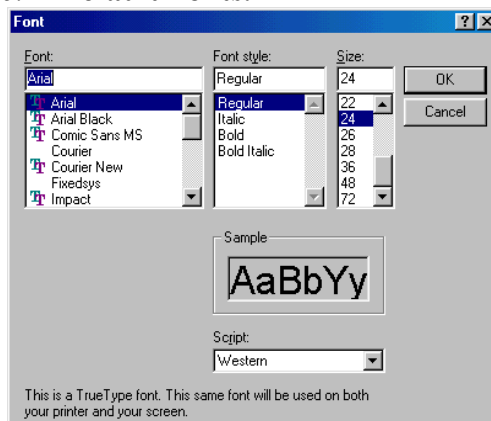 Font
Font: Font style: Size:
Arial Regular 24 OK
Cancel
Arial
Arial Black
Comic Sans MS
Courier
Courier New
Fixedsys
Impact
Regular
Italic
Bold
Bold Italic
22
24
26
28
36
48
72
Sample
AaBbYy
Script:
Western
This is a TrueType font. This same font will be used on both
your printer and your screen.